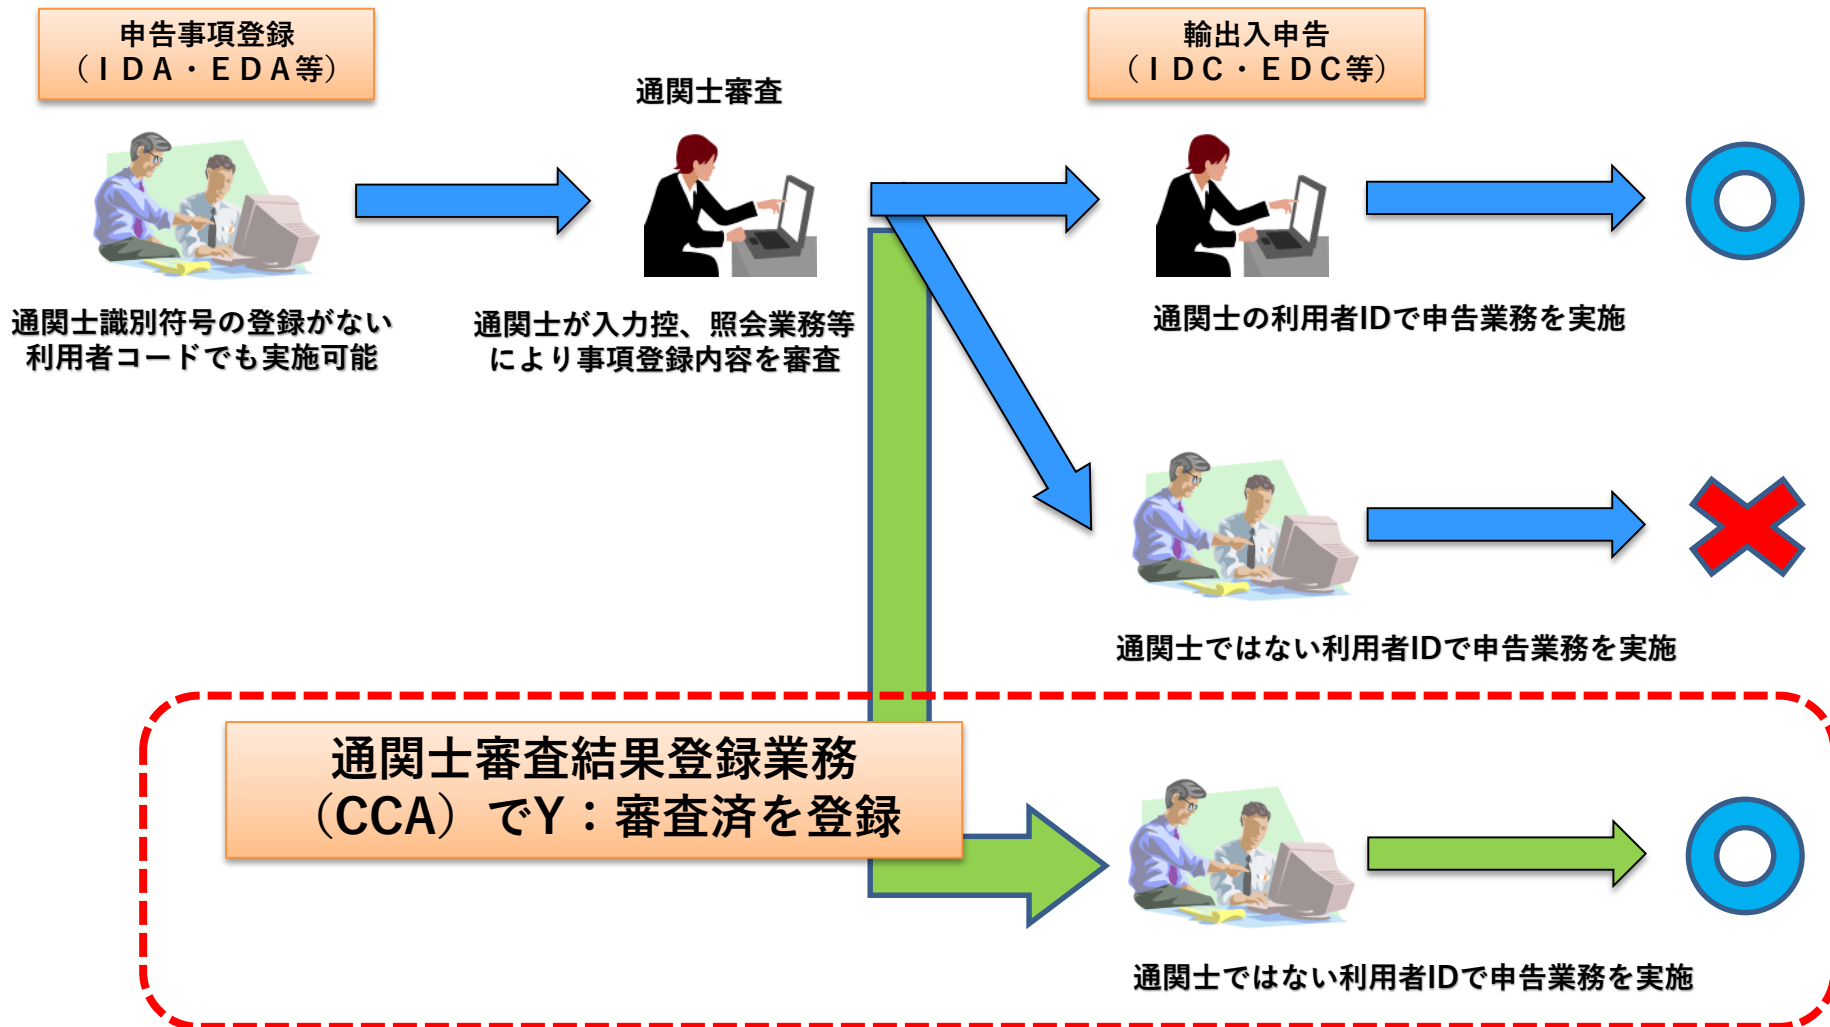 申告事項登録
（ＩＤＡ・ＥＤＡ等）
通関士審査
輸出入申告
（ＩＤＣ・ＥＤＣ等）
通関士識別符号の登録がない
利用者コードでも実施可能
通関士が入力控、照会業務等
により事項登録内容を審査
通関士の利用者IDで申告業務を実施
通関士ではない利用者IDで申告業務を実施
通関士審査結果登録業務
（CCA）でY：審査済を登録
通関士ではない利用者IDで申告業務を実施